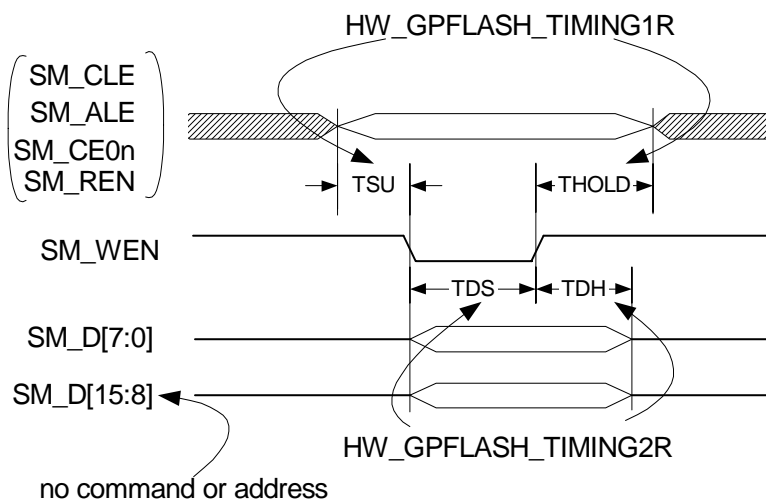 HW_GPFLASH_TIMING1R
SM_CLE
SM_ALE
SM_CE0n
SM_REN
TSU
THOLD
SM_WEN
TDS
TDH
SM_D[7:0]
SM_D[15:8]
HW_GPFLASH_TIMING2R
no command or address